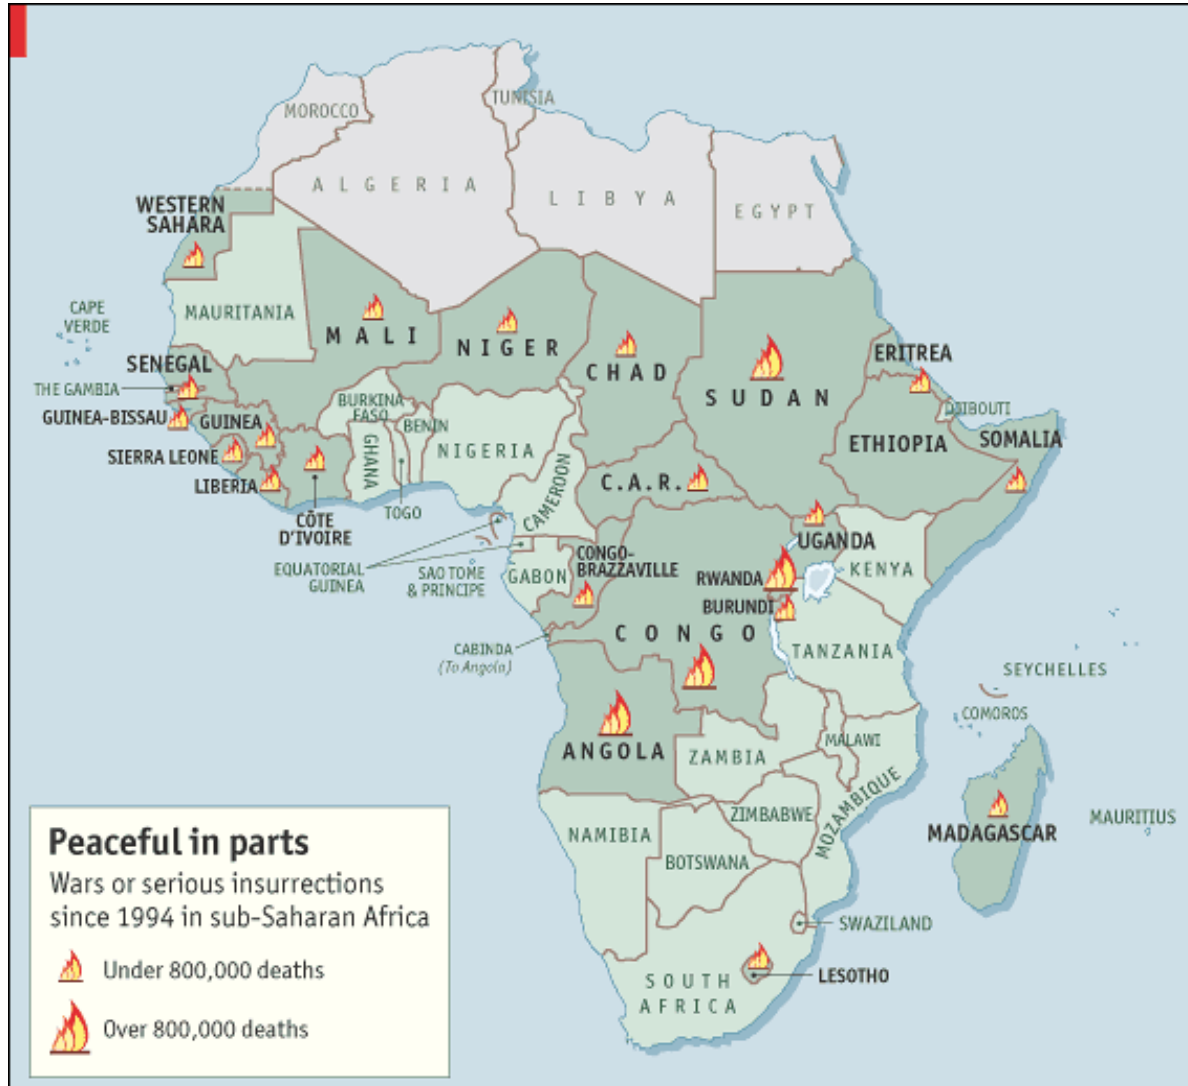 MOROCCO
TUNISIA
ALGERIA
LIBYA
EGYPT
WESTERN
SAHARA
MAURITANIA
CAPE
VERDE
MALI
NIGER
CHAD
SUDAN
ERITREA
SENEGAL
THE GAMBIA
GUINEA-BISSAU
GUINEA
BURKINA
FASO
BENIN
NIGERIA
GHANA
DJIBOUTI
ETHIOPIA
SOMALIA
SIERRA LEONE
LIBERIA
CÔTE
D'IVOIRE
TOGO
CAMEROON
C.A.R.
EQUATORIAL
GUINEA
SAO TOME
& PRINCIPE
GABON
CONGO-
BRAZZAVILLE
UGANDA
KENYA
RWANDA
BURUNDI
CONGO
CABINDA
(To Angola)
TANZANIA
SEYCHELLES
COMOROS
ANGOLA
ZAMBIA
MALAWI
MOZAMBIQUE
ZIMBABWE
MADAGASCAR
MAURITIUS
NAMIBIA
BOTSWANA
SWAZILAND
SOUTH
AFRICA
LESOTHO
Peaceful in parts
Wars or serious insurrections
since 1994 in sub-Saharan Africa
Under 800,000 deaths
Over 800,000 deaths